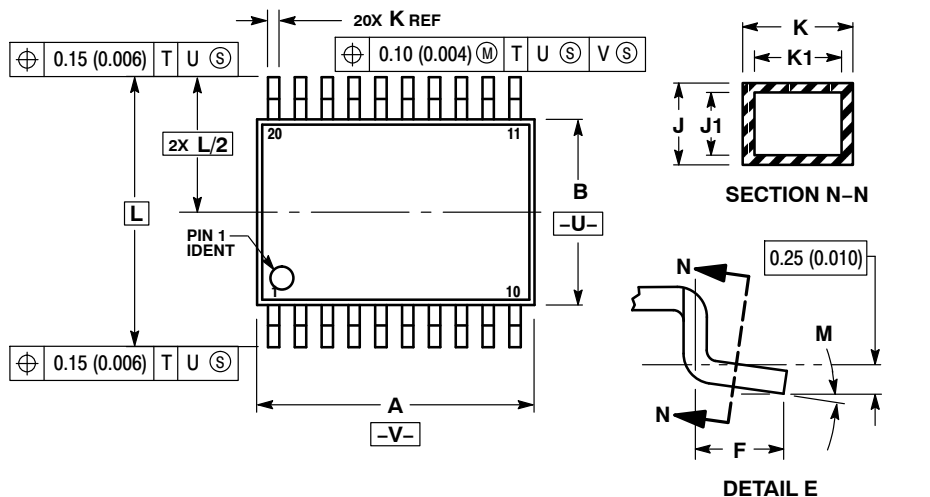 20X K REF
0.15 (0.006) T U Ⓢ
0.10 (0.004) Ⓜ T U Ⓢ V Ⓢ
K
K1
J
J1
SECTION N–N
20
11
2X L/2
B
–U–
L
PIN 1
IDENT
1
10
0.15 (0.006) T U Ⓢ
A
–V–
0.25 (0.010)
N
M
N
F
DETAIL E